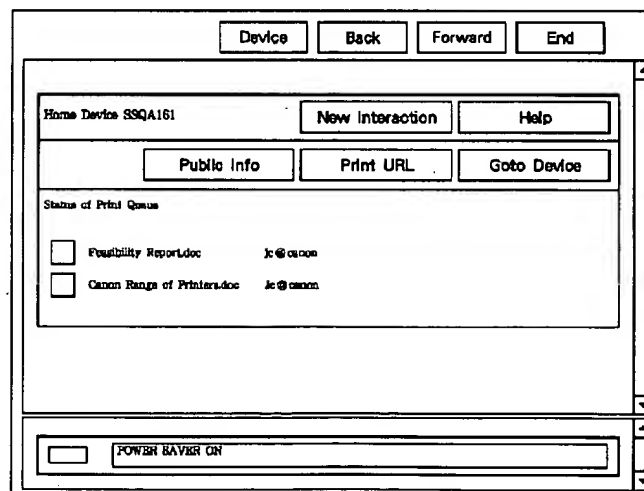 Device Back Forward End
Home Device SSQA161 New Interaction Help
Public Info Print URL Goto Device
Status of Print Queue
Feasibility Report.doc jc@canon
Canon Range of Printers.doc jc@canon
POWER SAVER ON